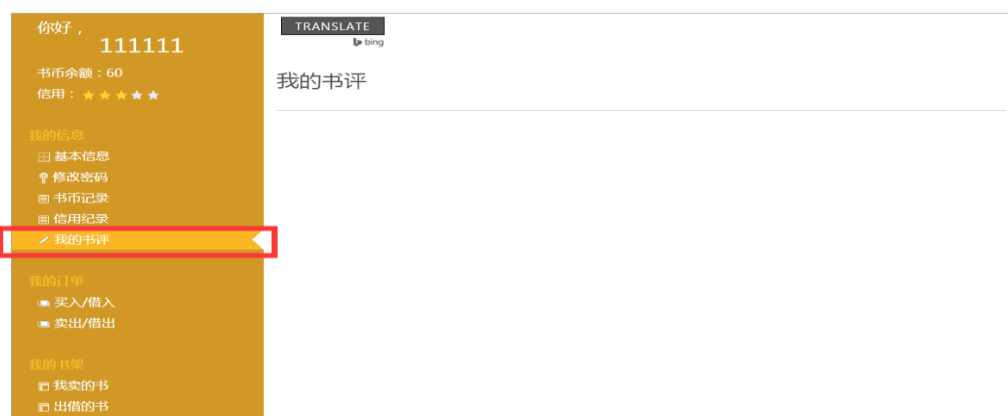 你好，
111111
书币余额：60
信用：
我的信息
基本信息
修改密码
书币记录
信用纪录
我的书评
我的订单
买入/借入
卖出/借出
我的书架
我卖的书
出借的书
TRANSLATE
bing
我的书评